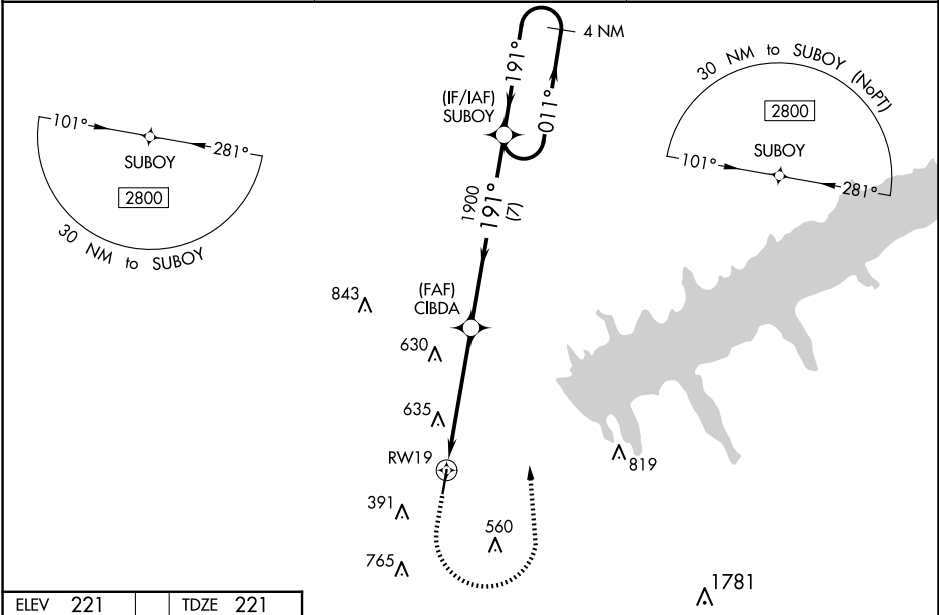 4 NM
191°
011°
(IF/IAF)
SUBOY
30 NM to SUBOY (NoPT)
2800
101°
SUBOY
281°
101°
281°
SUBOY
2800
30 NM to SUBOY
1900
191°
(7)
843
(FAF)
CIBDA
630
635
RW19
819
391
560
765
1781
ELEV 221
TDZE 221